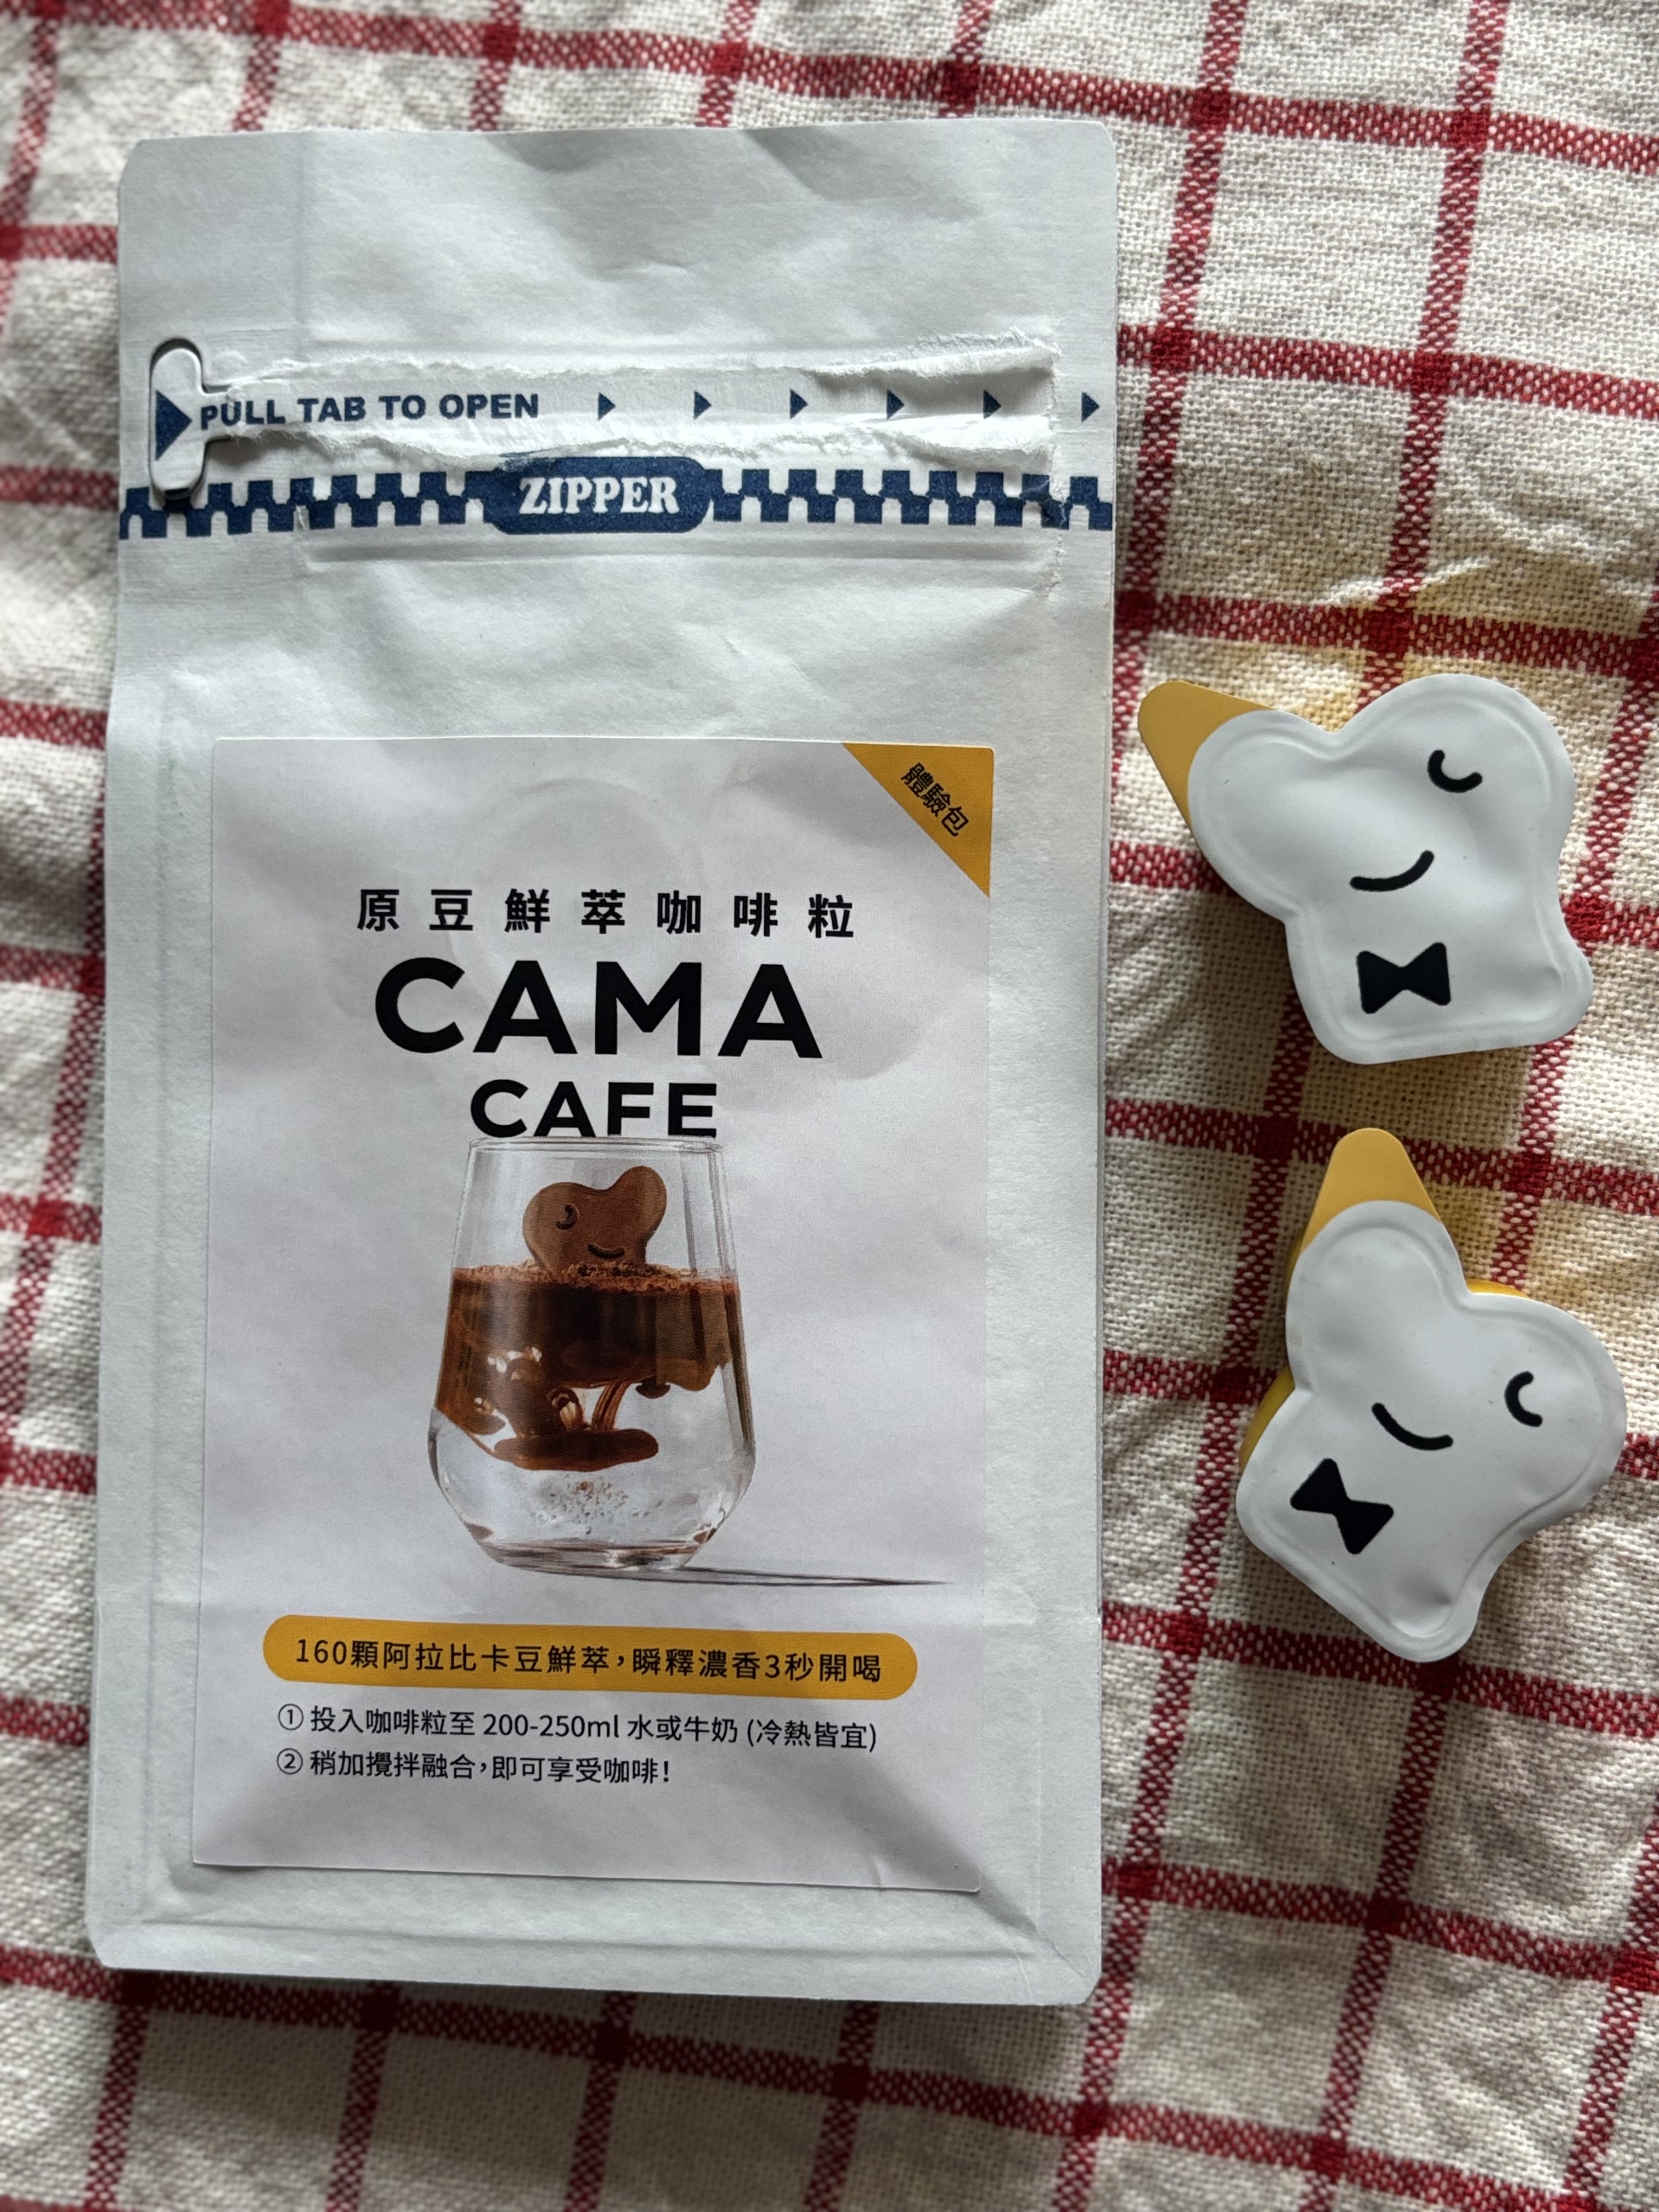 PULL TAB TO OPEN
ZIPPER
體驗包
原豆鮮萃咖啡粒
CAMA
CAFE
160顆阿拉比卡豆鮮萃,瞬釋濃香3秒開喝
① 投入咖啡粒至 200-250ml 水或牛奶 (冷熱皆宜)
② 稍加攪拌融合,即可享受咖啡!